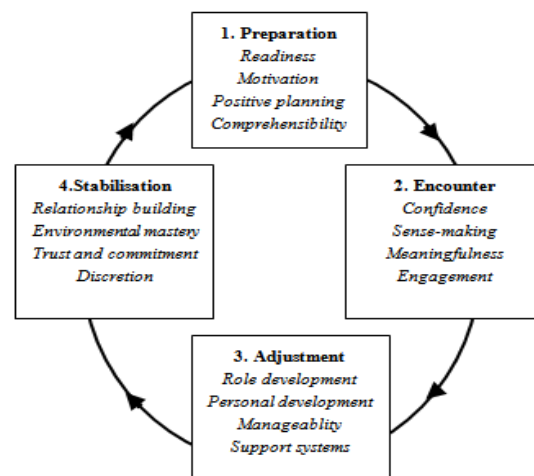 1. Preparation
Readiness
Motivation
Positive planning
Comprehensibility
2. Encounter
Confidence
Sense-making
Meaningfulness
Engagement
3. Adjustment
Role development
Personal development
Manageablity
Support systems
4.Stabilisation
Relationship building
Environmental mastery
Trust and commitment
Discretion